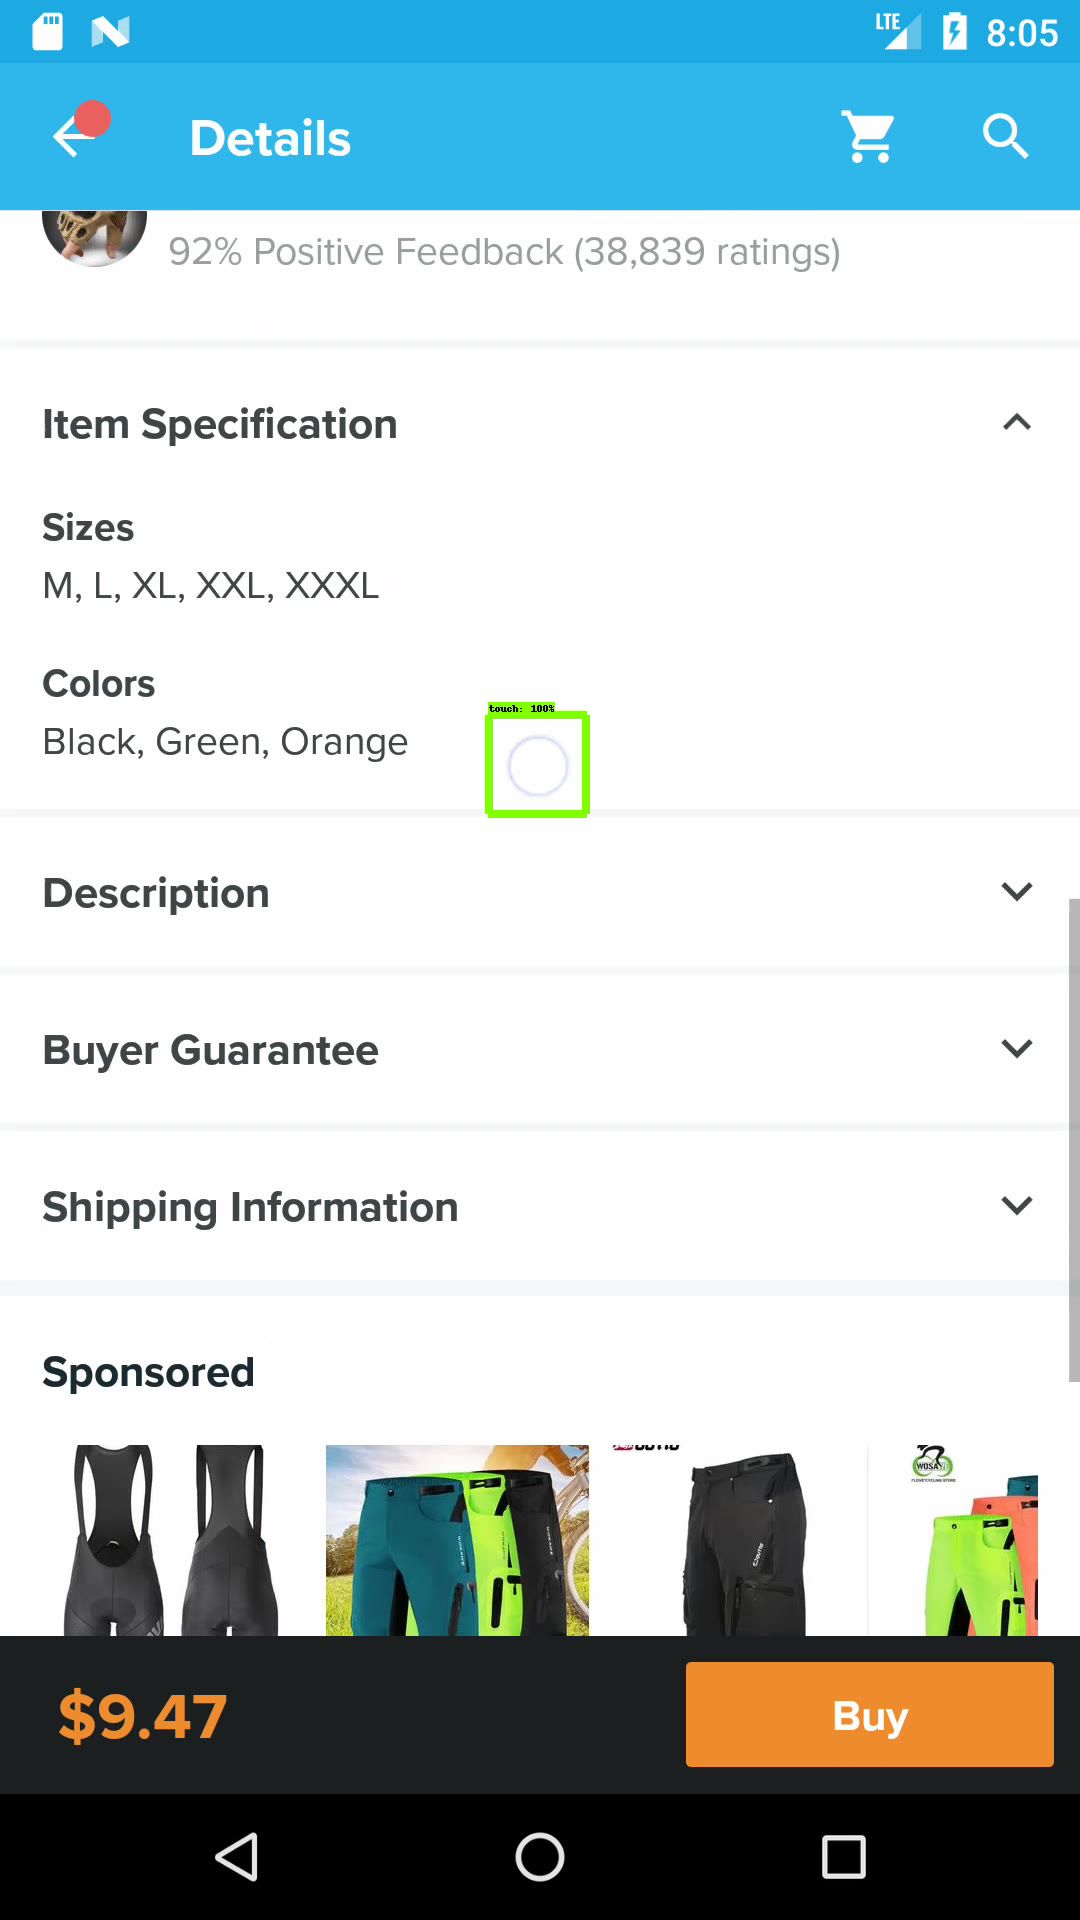 LTE
8:05
Details
92% Positive Feedback (38,839 ratings)
Item Specification
Sizes
M, L, XL, XXL, XXXL
Colors
touch: 100%
Black, Green, Orange
Description
Buyer Guarantee
Shipping Information
Sponsored
WOSAWE
$9.47
Buy